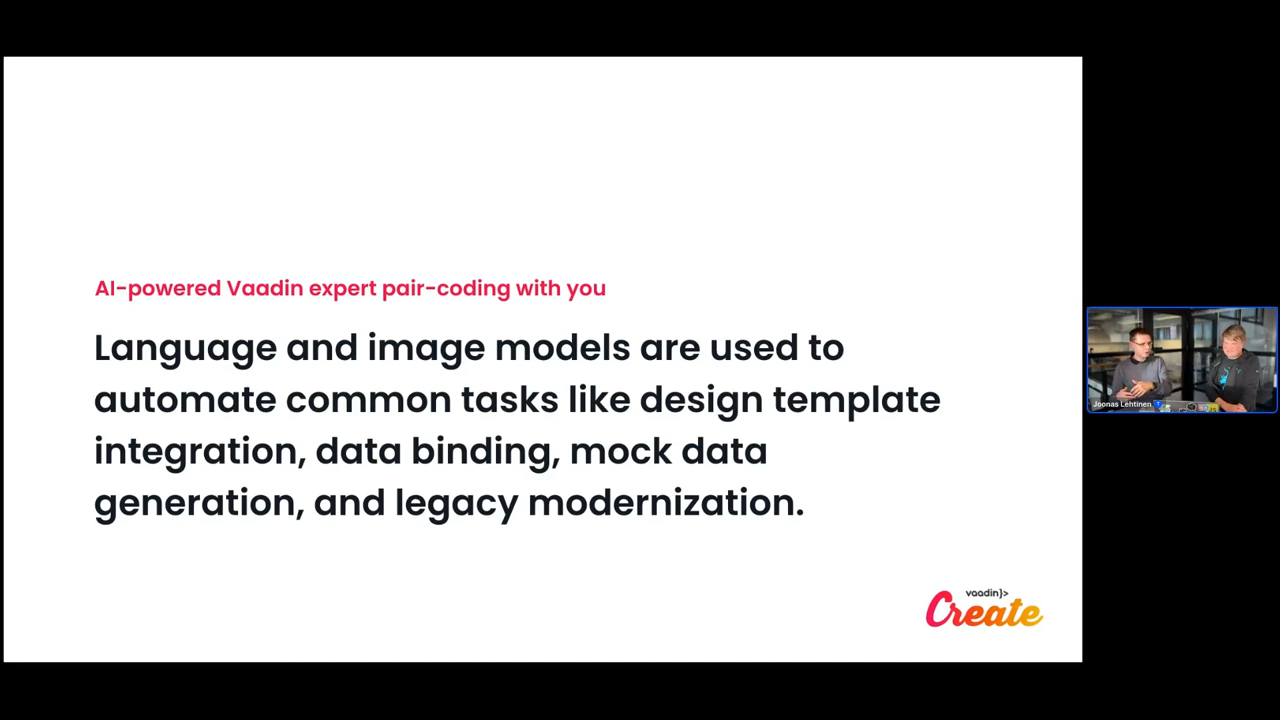 AI-powered Vaadin expert pair-coding with you
Language and image models are used to
automate common tasks like design template
integration, data binding, mock data
generation, and legacy modernization.
Joonas Lehtinen
vaadin}>
Create